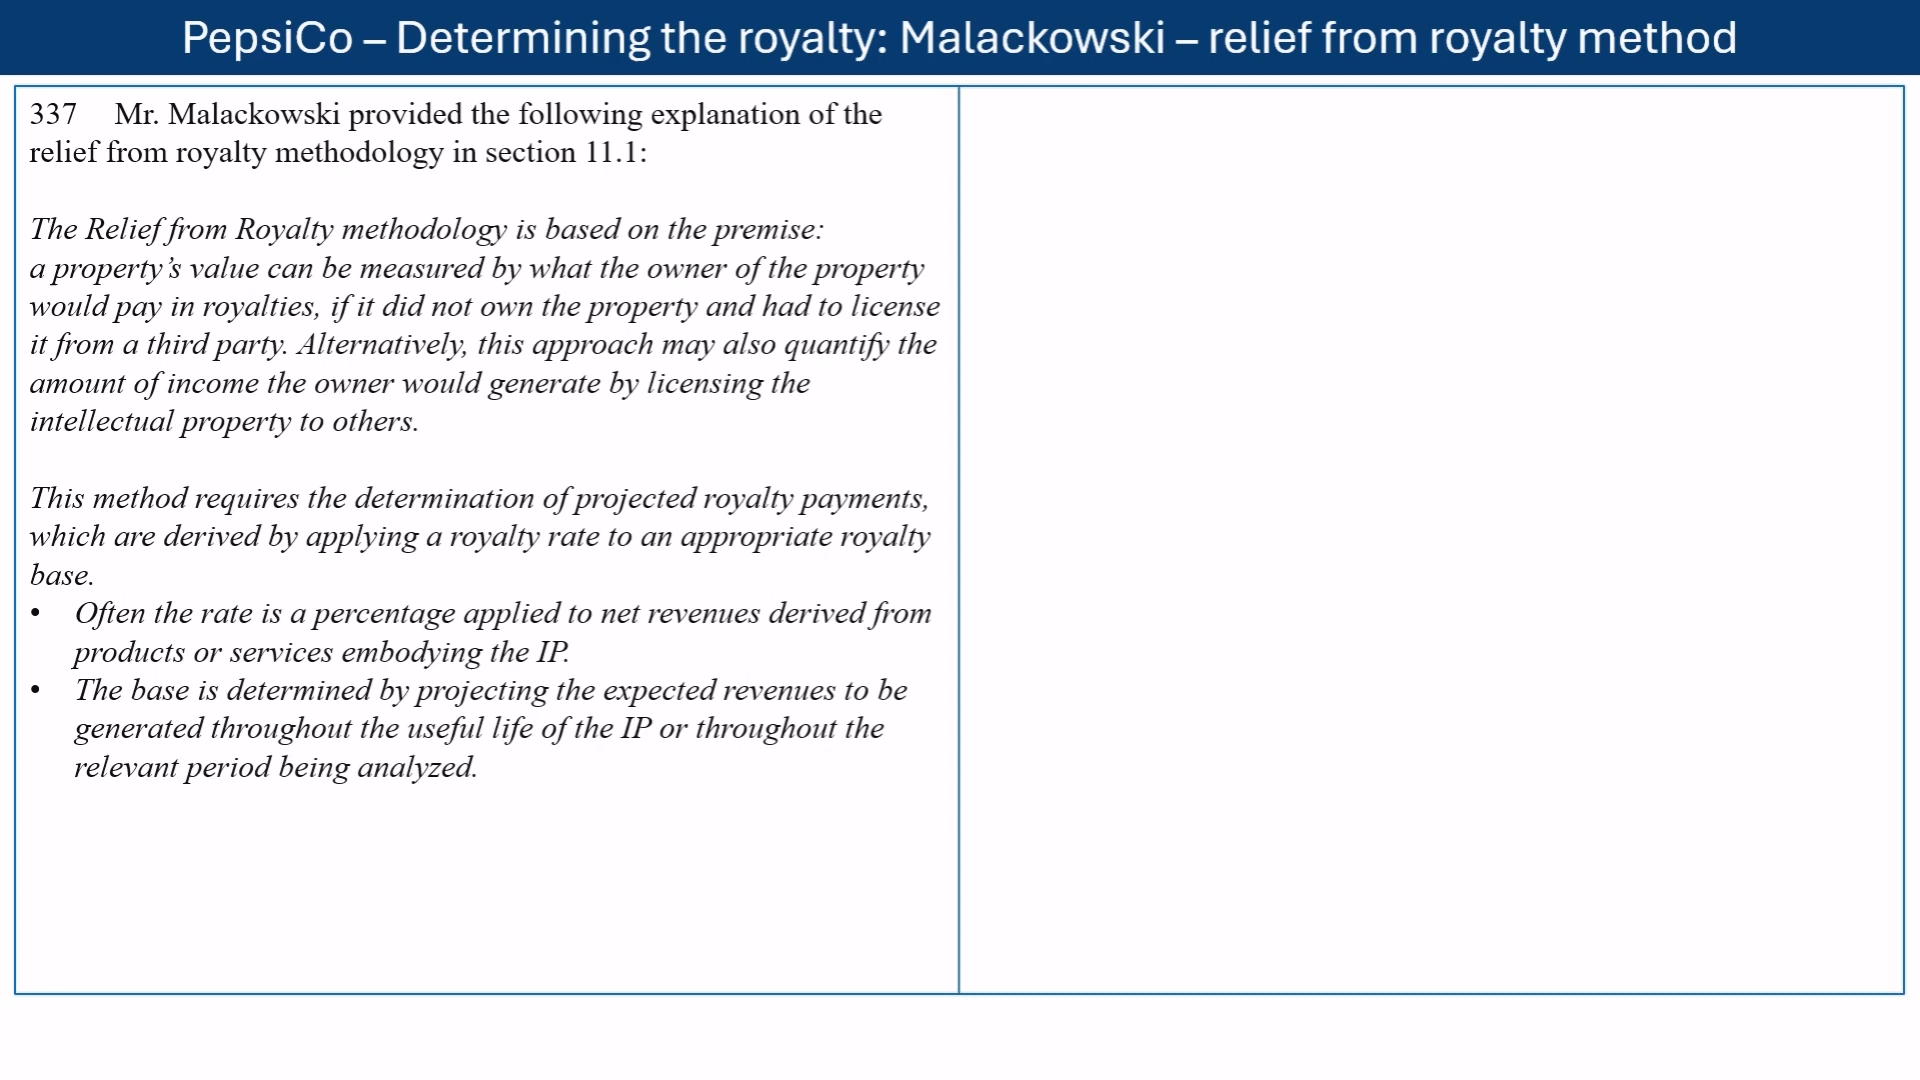 PepsiCo – Determining the royalty: Malackowski – relief from royalty method
337 Mr. Malackowski provided the following explanation of the
relief from royalty methodology in section 11.1:
The Relief from Royalty methodology is based on the premise:
a property’s value can be measured by what the owner of the property
would pay in royalties, if it did not own the property and had to license
it from a third party. Alternatively, this approach may also quantify the
amount of income the owner would generate by licensing the
intellectual property to others.
This method requires the determination of projected royalty payments,
which are derived by applying a royalty rate to an appropriate royalty
base.
• Often the rate is a percentage applied to net revenues derived from
products or services embodying the IP.
• The base is determined by projecting the expected revenues to be
generated throughout the useful life of the IP or throughout the
relevant period being analyzed.